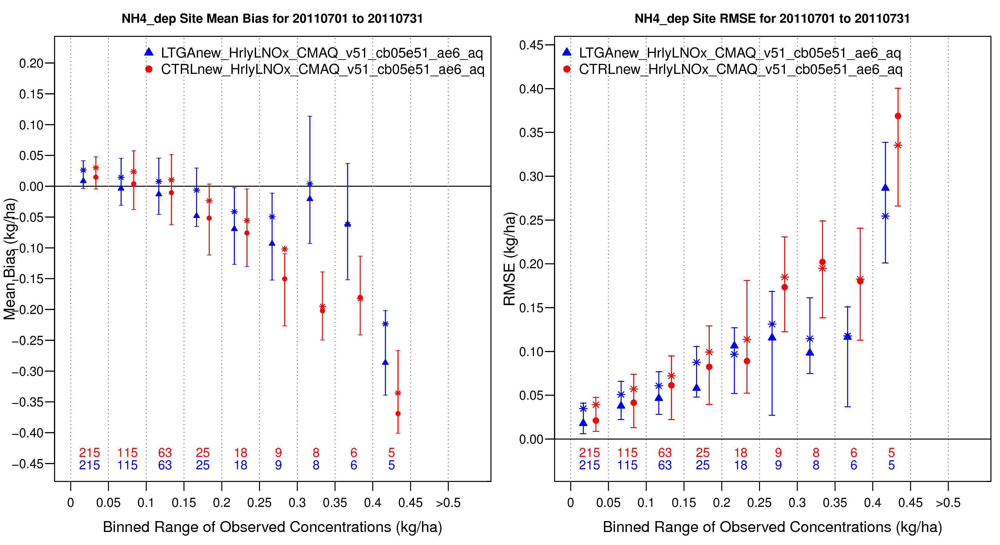 NH4_dep Site Mean Bias for 20110701 to 20110731
LTGAnew_HrlyLNOx_CMAQ_v51_cb05e51_ae6_aq
CTRLnew_HrlyLNOx_CMAQ_v51_cb05e51_ae6_aq
0.20
0.15
0.10
0.05
0.00
−0.05
−0.10
−0.15
−0.20
−0.25
−0.30
−0.35
−0.40
−0.45
Mean Bias (kg/ha)
215 115 63 25 18 9 8 6 5
215 115 63 25 18 9 8 6 5
0 0.05 0.1 0.15 0.2 0.25 0.3 0.35 0.4 0.45 >0.5
Binned Range of Observed Concentrations (kg/ha)
NH4_dep Site RMSE for 20110701 to 20110731
LTGAnew_HrlyLNOx_CMAQ_v51_cb05e51_ae6_aq
CTRLnew_HrlyLNOx_CMAQ_v51_cb05e51_ae6_aq
0.45
0.40
0.35
0.30
0.25
0.20
0.15
0.10
0.05
0.00
RMSE (kg/ha)
215 115 63 25 18 9 8 6 5
215 115 63 25 18 9 8 6 5
0 0.05 0.1 0.15 0.2 0.25 0.3 0.35 0.4 0.45 >0.5
Binned Range of Observed Concentrations (kg/ha)